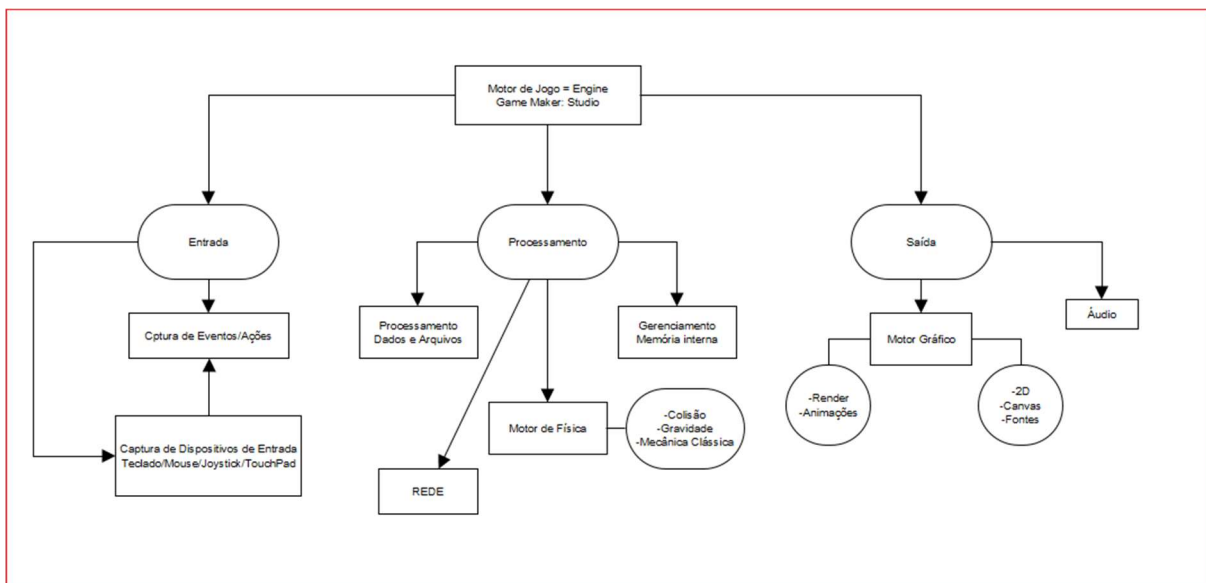 Motor de Jogo = Engine
Game Maker: Studio
Entrada
Processamento
Saída
Cptura de Eventos/Ações
Processamento
Dados e Arquivos
Gerenciamento
Memória interna
Motor Gráfico
Áudio
-Render
-Animações
-2D
-Canvas
-Fontes
Captura de Dispositivos de Entrada
Teclado/Mouse/Joystick/TouchPad
Motor de Física
-Colisão
-Gravidade
-Mecânica Clássica
REDE